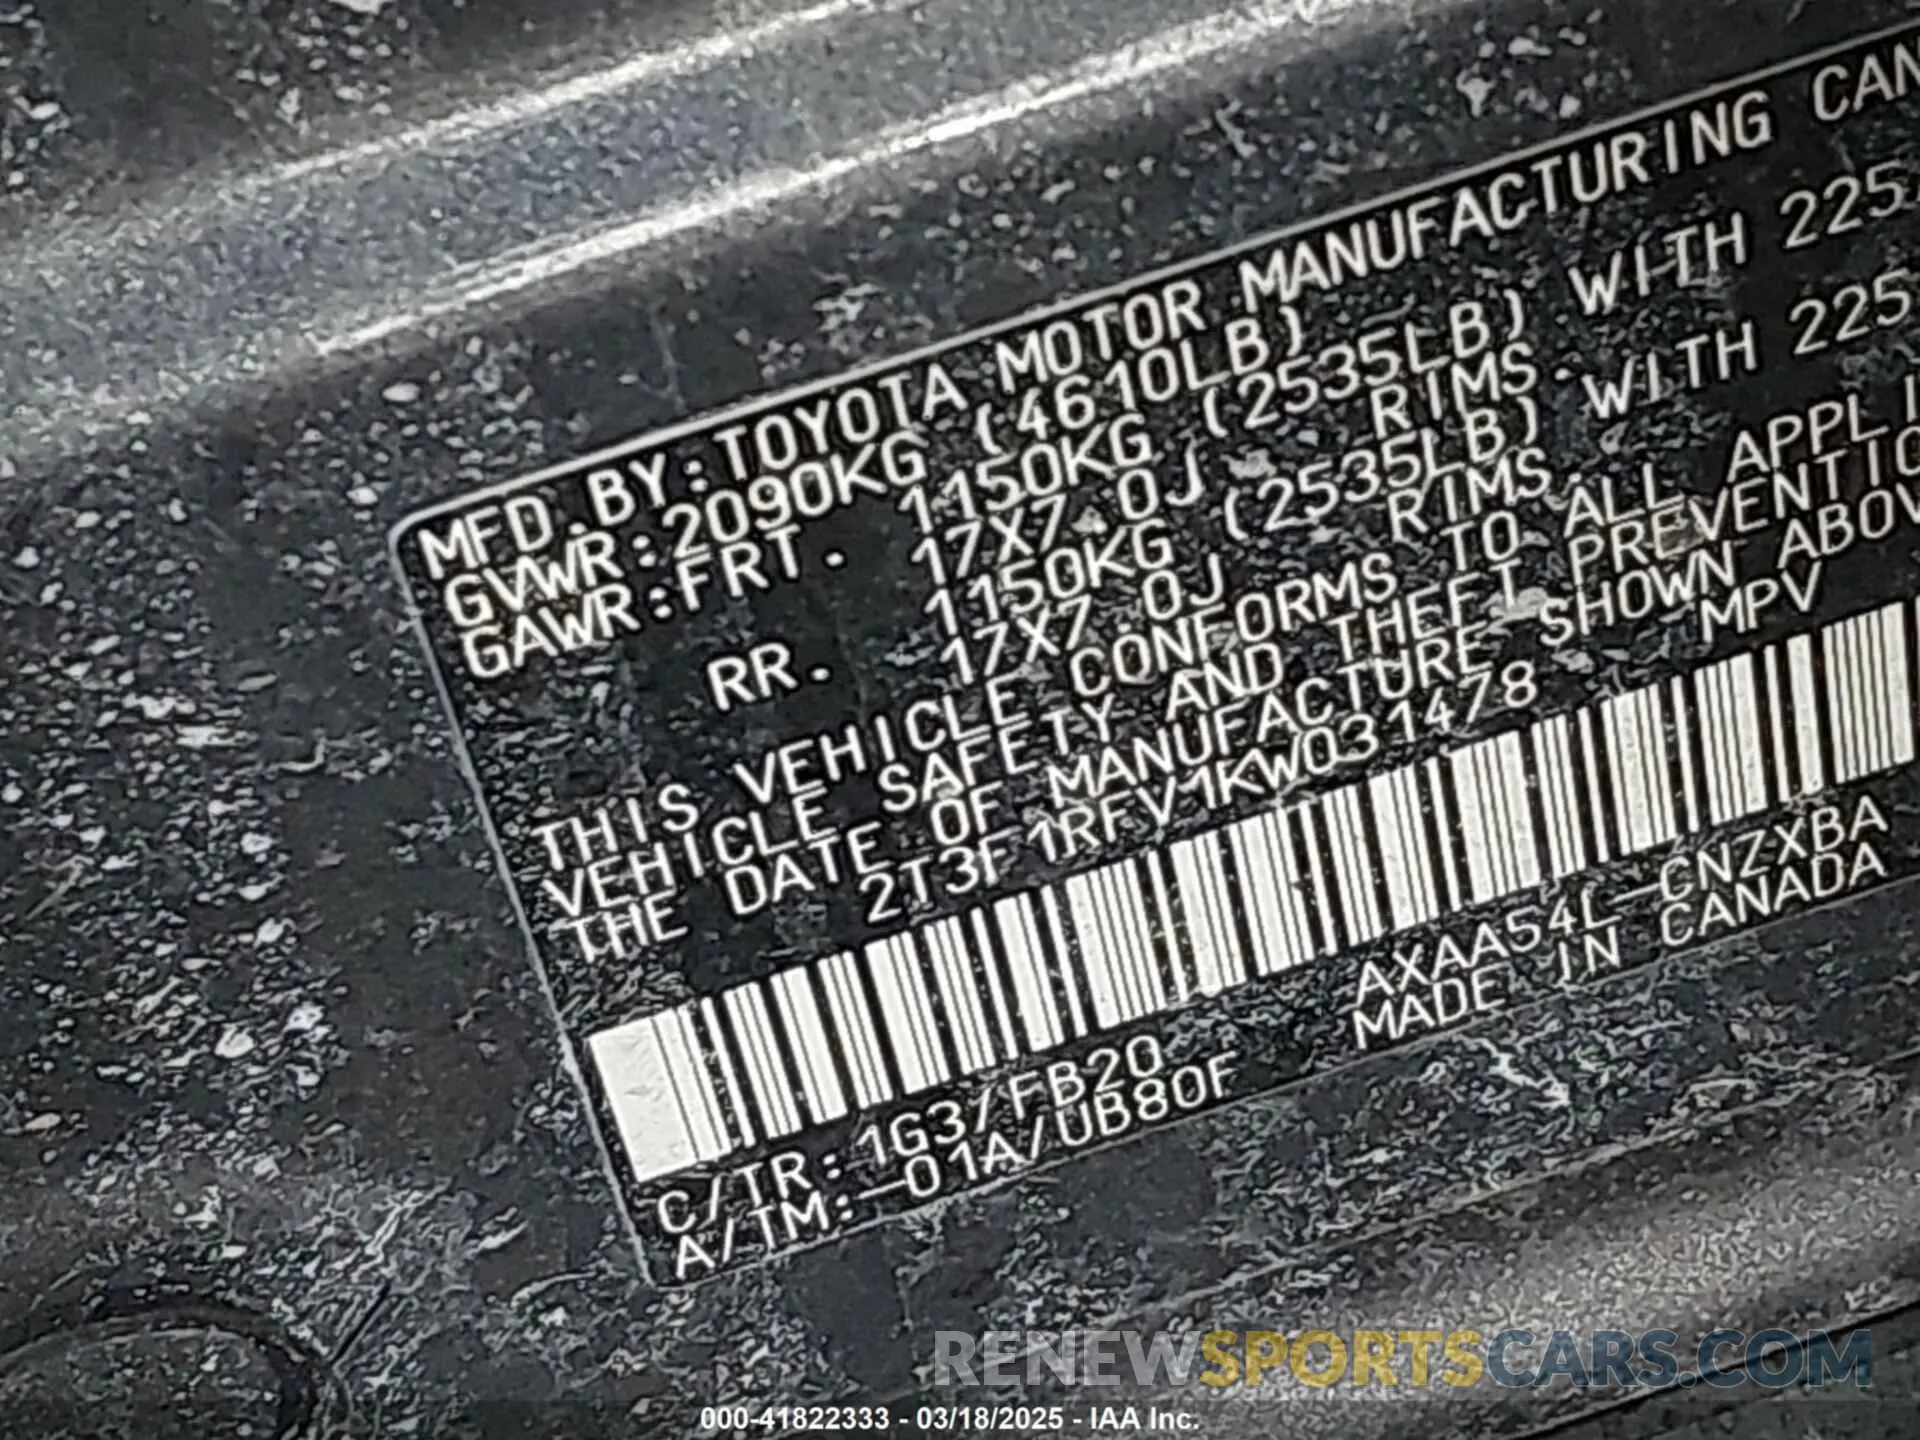 MFD.BY:TOYOTA MOTOR MANUFACTURING CAN
GVWR:2090KG (4610LB)
GAWR:FRT. 1150KG (2535LB) WITH 225
17X7.0J RIMS
RR. 1150KG (2535LB) WITH 225
17X7.0J RIMS
THIS VEHICLE CONFORMS TO ALL APPLI
VEHICLE SAFETY AND THEFT PREVENTIO
THE DATE OF MANUFACTURE SHOWN ABOV
2T3F1RFV1KW031478 MPV
C/TR:1G3/FB20 AXAA54L-CNZXBA
A/TM:-01A/UB80F MADE IN CANADA
RENEWSPORTSCARS.COM
000-41822333 - 03/18/2025 - IAA Inc.